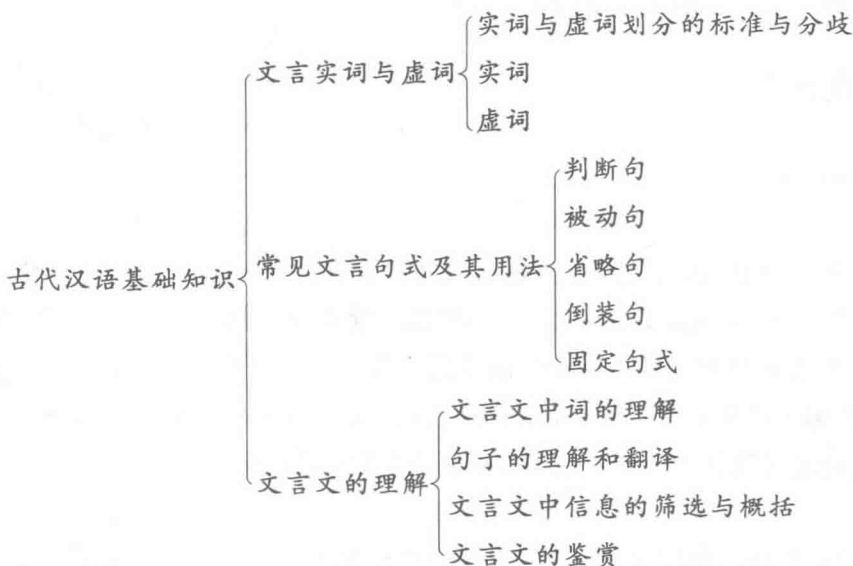 古代汉语基础知识
文言实词与虚词
实词与虚词划分的标准与分歧
实词
虚词
常见文言句式及其用法
判断句
被动句
省略句
倒装句
固定句式
文言文的理解
文言文中词的理解
句子的理解和翻译
文言文中信息的筛选与概括
文言文的鉴赏